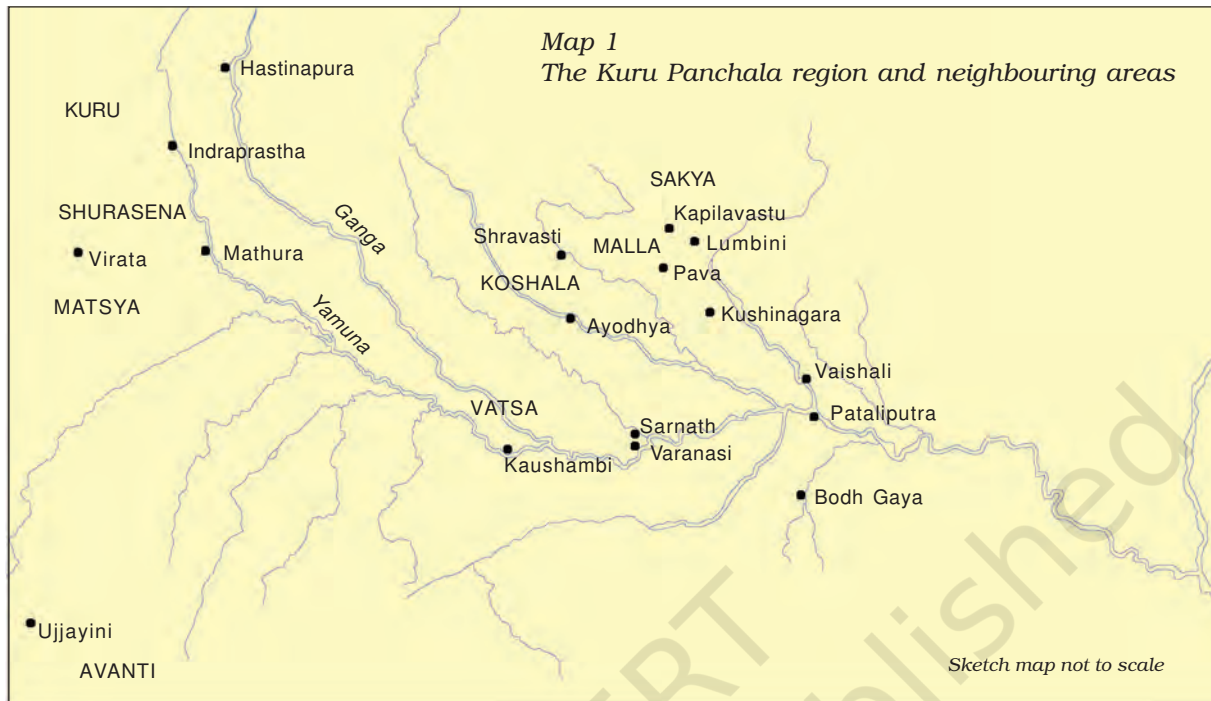 Map 1
The Kuru Panchala region and neighbouring areas
Hastinapura
KURU
Indraprastha
SAKYA
Kapilavastu
SHURASENA
Ganga
Shravasti
MALLA
Lumbini
Virata
Mathura
Pava
KOSHALA
MATSYA
Yamuna
Ayodhya
Kushinagara
Vaishali
VATSA
Pataliputra
Sarnath
Varanasi
Kaushambi
Bodh Gaya
Ujjayini
AVANTI
Sketch map not to scale